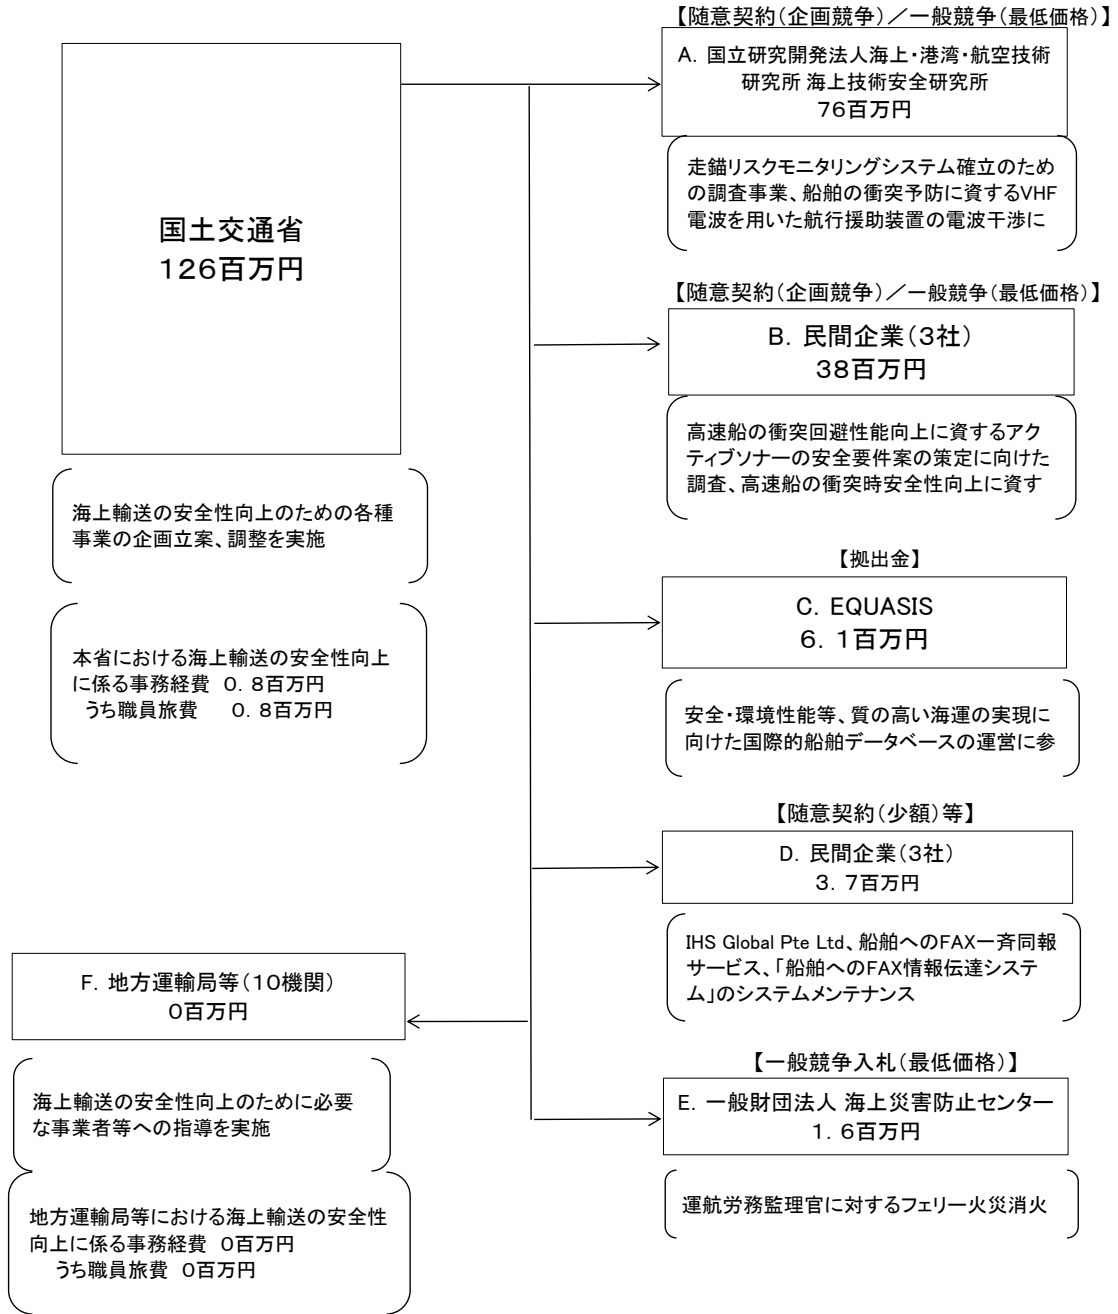 国土交通省
126百万円
海上輸送の安全性向上のための各種
事業の企画立案、調整を実施
本省における海上輸送の安全性向上
に係る事務経費 0.8百万円
うち職員旅費 0.8百万円
【随意契約(企画競争)/一般競争(最低価格)】
A. 国立研究開発法人海上・港湾・航空技術
研究所 海上技術安全研究所
76百万円
走錨リスクモニタリングシステム確立のため
の調査事業、船舶の衝突予防に資するVHF
電波を用いた航行援助装置の電波干渉に
【随意契約(企画競争)/一般競争(最低価格)】
B. 民間企業(3社)
38百万円
高速船の衝突回避性能向上に資するアク
ティブソナーの安全要件案の策定に向けた
調査、高速船の衝突時安全性向上に資す
【拠出金】
C. EQUASIS
6.1百万円
安全・環境性能等、質の高い海運の実現に
向けた国際的船舶データベースの運営に参
【随意契約(少額)等】
D. 民間企業(3社)
3.7百万円
IHS Global Pte Ltd、船舶へのFAX一斉同報
サービス、「船舶へのFAX情報伝達システ
ム」のシステムメンテナンス
【一般競争入札(最低価格)】
E. 一般財団法人 海上災害防止センター
1.6百万円
運航労務監理官に対するフェリー火災消火
F. 地方運輸局等(10機関)
0百万円
海上輸送の安全性向上のために必要
な事業者等への指導を実施
地方運輸局等における海上輸送の安全性
向上に係る事務経費 0百万円
うち職員旅費 0百万円